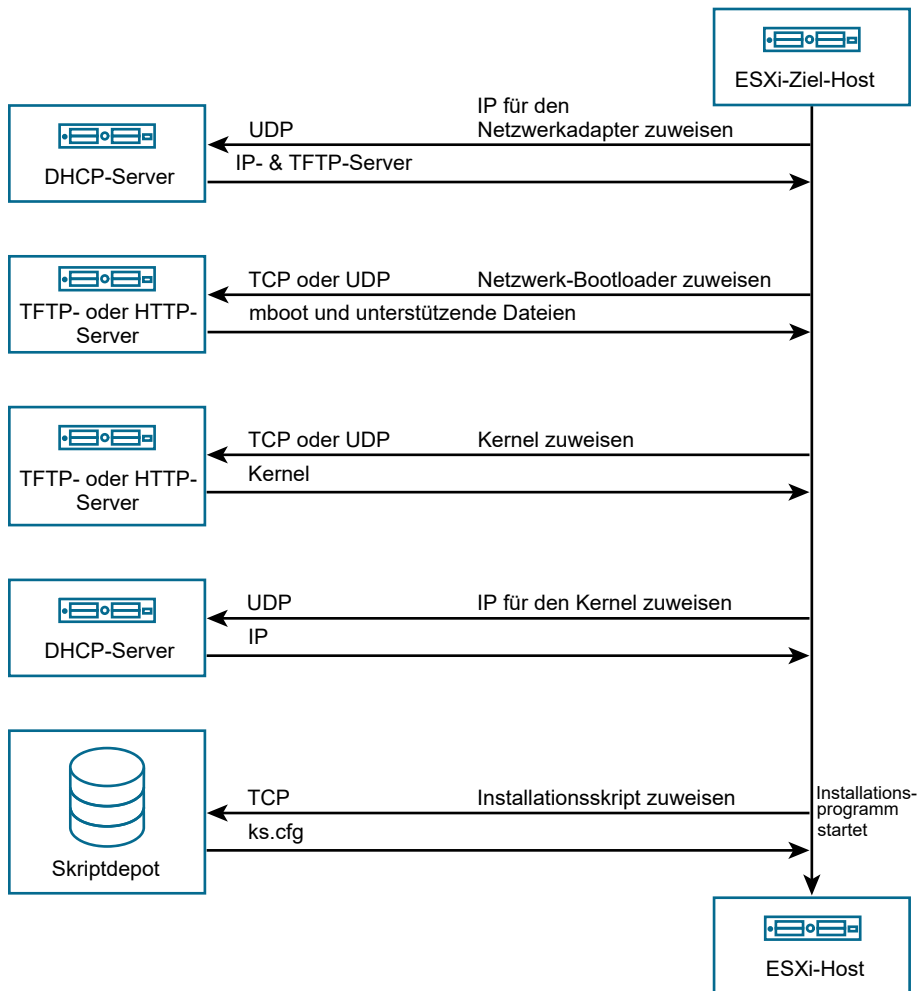 ESXi-Ziel-Host
IP für den
Netzwerkadapter zuweisen
UDP
IP- & TFTP-Server
DHCP-Server
TCP oder UDP
Netzwerk-Bootloader zuweisen
mboot und unterstützende Dateien
TFTP- oder HTTP-
Server
TCP oder UDP
Kernel zuweisen
Kernel
TFTP- oder HTTP-
Server
UDP
IP für den Kernel zuweisen
IP
DHCP-Server
TCP
Installationsskript zuweisen
ks.cfg
Skriptdepot
Installations-
programm
startet
ESXi-Host